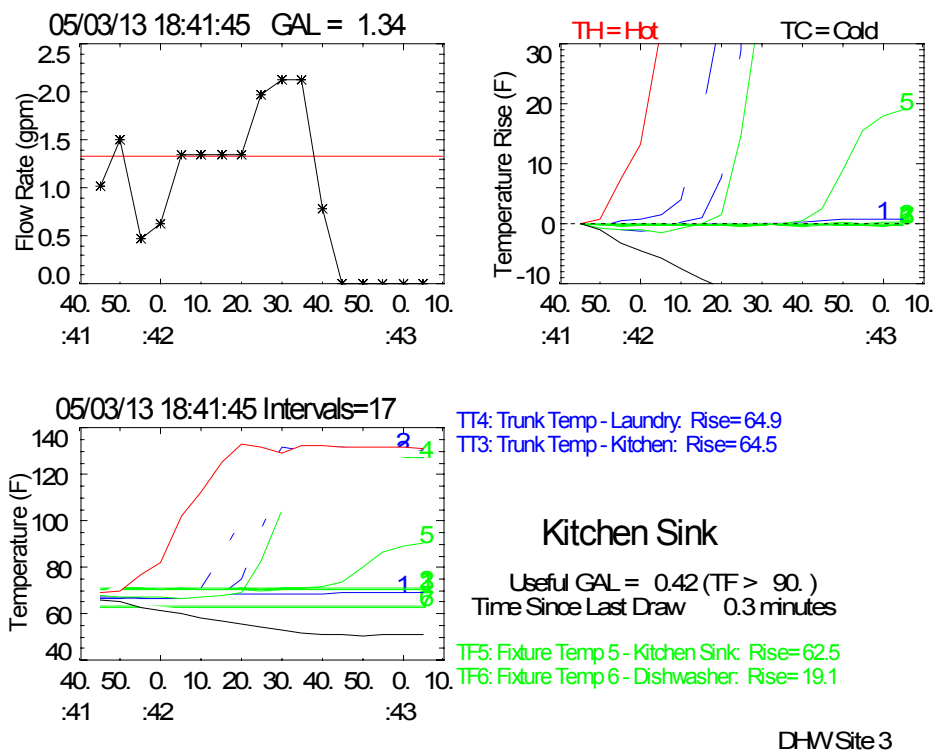 05/03/13 18:41:45 GAL = 1.34
TH = Hot TC = Cold
Flow Rate (gpm)
2.5
2.0
1.5
1.0
0.5
0.0
40. 50. 0. 10. 20. 30. 40. 50. 0. 10.
:41 :42 :43
Temperature Rise (F)
30
20
10
0
-10
5
1
40. 50. 0. 10. 20. 30. 40. 50. 0. 10.
:41 :42 :43
05/03/13 18:41:45 Intervals=17
Temperature (F)
140
120
100
80
60
40
4
5
1
6
40. 50. 0. 10. 20. 30. 40. 50. 0. 10.
:41 :42 :43
TT4: Trunk Temp - Laundry: Rise= 64.9
TT3: Trunk Temp - Kitchen: Rise= 64.5
Kitchen Sink
Useful GAL = 0.42 (TF > 90. )
Time Since Last Draw 0.3 minutes
TF5: Fixture Temp 5 - Kitchen Sink: Rise= 62.5
TF6: Fixture Temp 6 - Dishwasher: Rise= 19.1
DHW Site 3